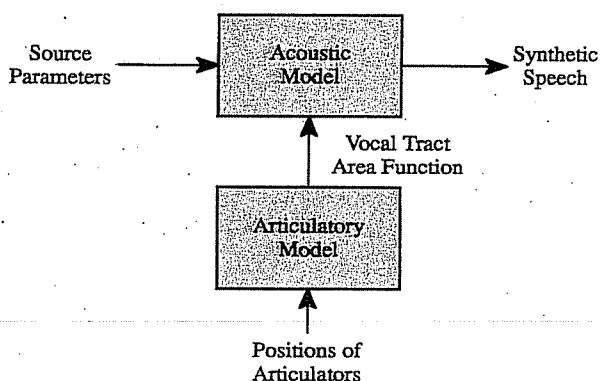 Source
Parameters
Acoustic
Model
Synthetic
Speech
Vocal Tract
Area Function
Articulatory
Model
Positions of
Articulators